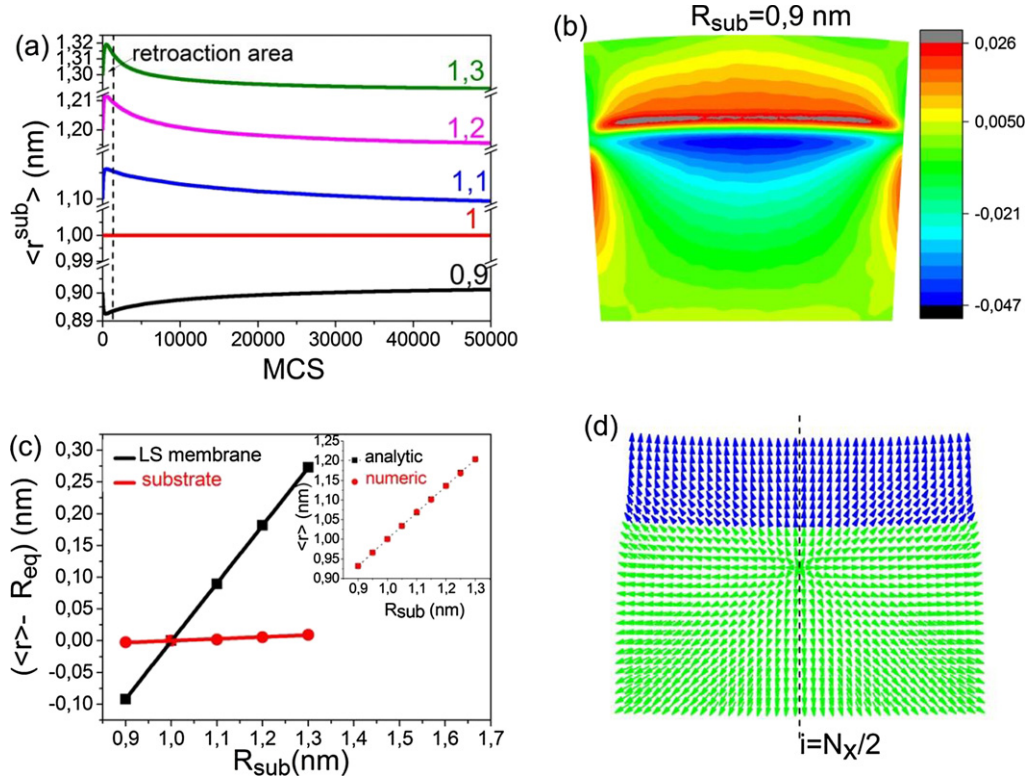 (a)
1,32
1,31
1,30
1,21
1,20
1,10
1,00
0,99
0,90
0,89
<r^sub> (nm)
retroaction area
1,3
1,2
1,1
1
0,9
0 10000 20000 30000 40000 50000
MCS
(b)
R_sub=0,9 nm
0,026
0,0050
-0,021
-0,047
(c)
0,30
0,25
0,20
0,15
0,10
0,05
0,00
-0,05
-0,10
(<r>- R_eq) (nm)
LS membrane
substrate
1,25
1,20
1,15
1,10
1,05
1,00
0,95
0,90
<r> (nm)
analytic
numeric
0,9 1,0 1,1 1,2 1,3
R_sub (nm)
0,9 1,0 1,1 1,2 1,3 1,4 1,5 1,6 1,7
R_sub(nm)
(d)
i=N_X/2